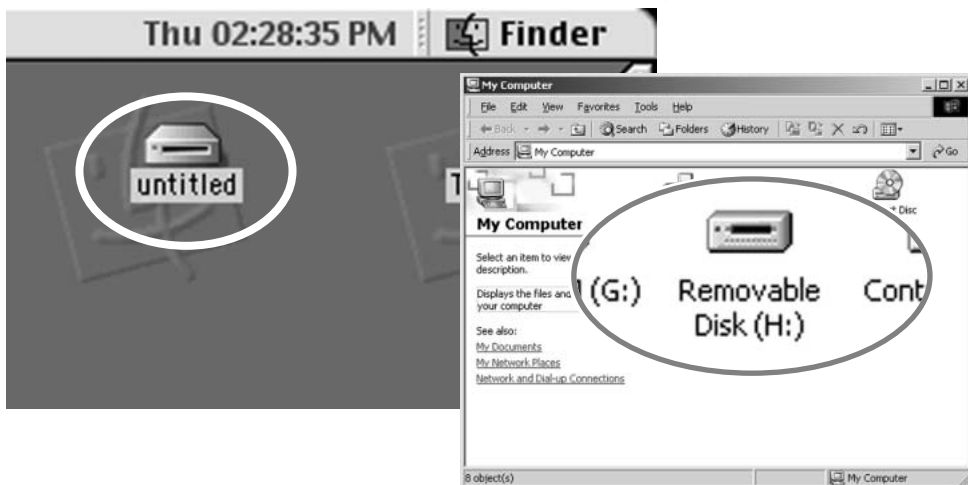 Thu 02:28:35 PM Finder
untitled
T
My Computer
File Edit View Favorites Tools Help
Back Search Folders History
Address My Computer Go
My Computer
Select an item to view
description.
Displays the files and
your computer
See also:
My Documents
My Network Places
Network and Dial-up Connections
Disc
(G:)
Removable
Disk (H:)
Cont
8 object(s) My Computer